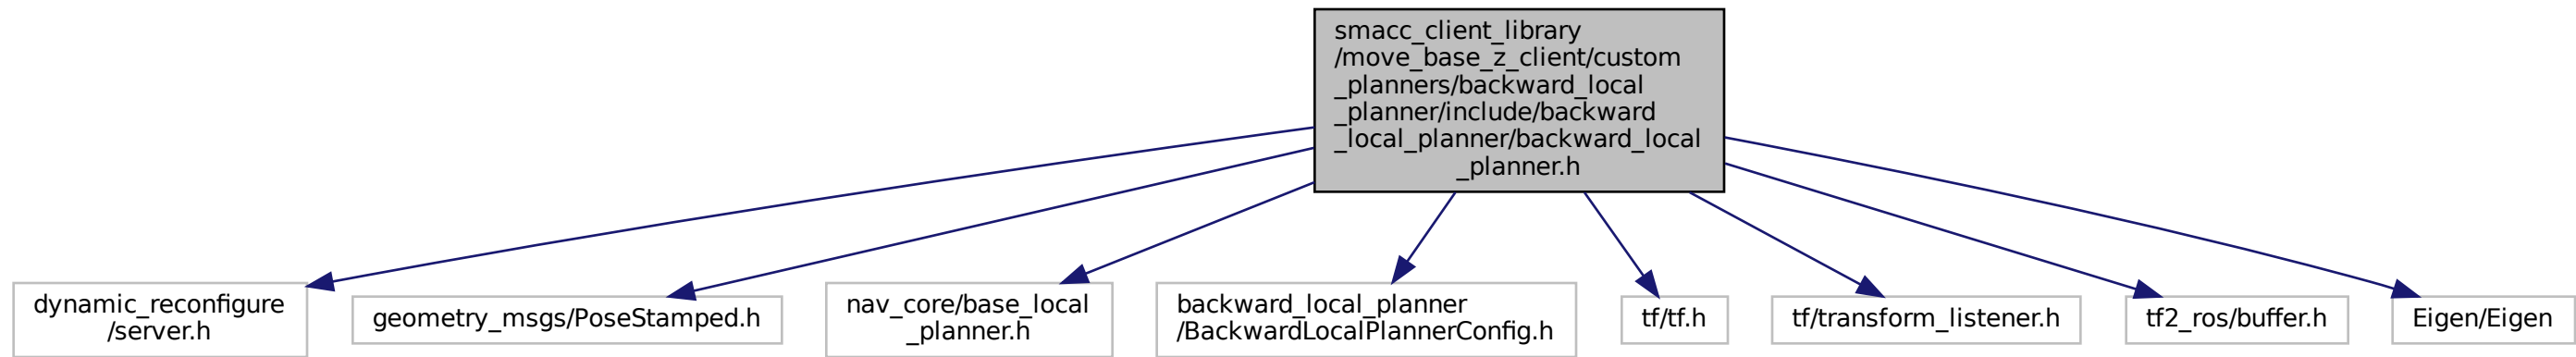 smacc_client_library
/move_base_z_client/custom
_planners/backward_local
_planner/include/backward
_local_planner/backward_local
_planner.h
dynamic_reconfigure
/server.h
geometry_msgs/PoseStamped.h
nav_core/base_local
_planner.h
backward_local_planner
/BackwardLocalPlannerConfig.h
tf/tf.h
tf/transform_listener.h
tf2_ros/buffer.h
Eigen/Eigen